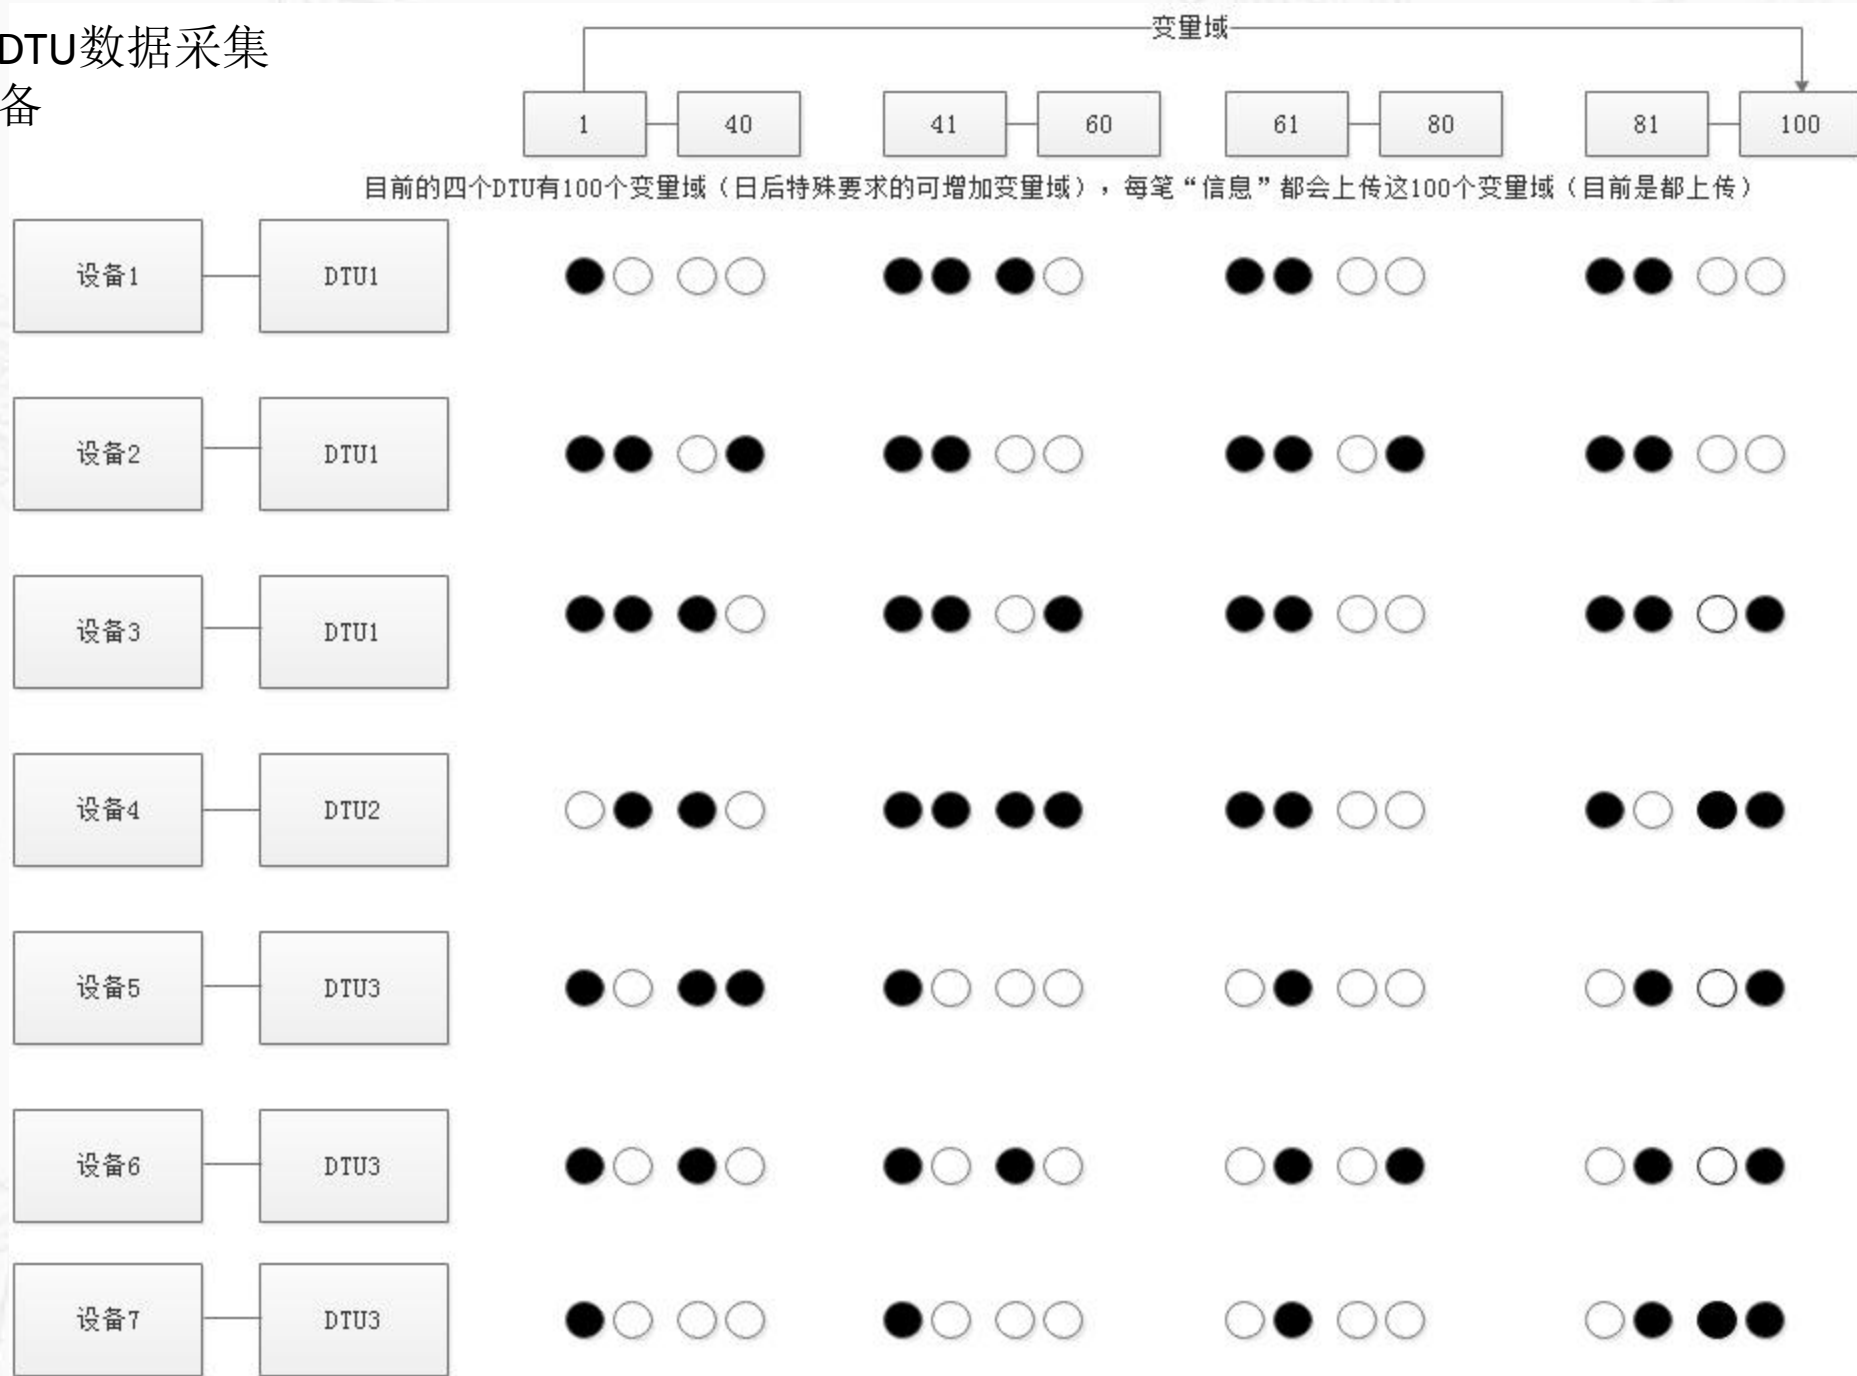 DTU数据采集
备
变量域
1 40 41 60 61 80 81 100
目前的四个DTU有100个变量域（日后特殊要求的可增加变量域），每笔“信息”都会上传这100个变量域（目前是都上传）
设备1 DTU1
设备2 DTU1
设备3 DTU1
设备4 DTU2
设备5 DTU3
设备6 DTU3
设备7 DTU3